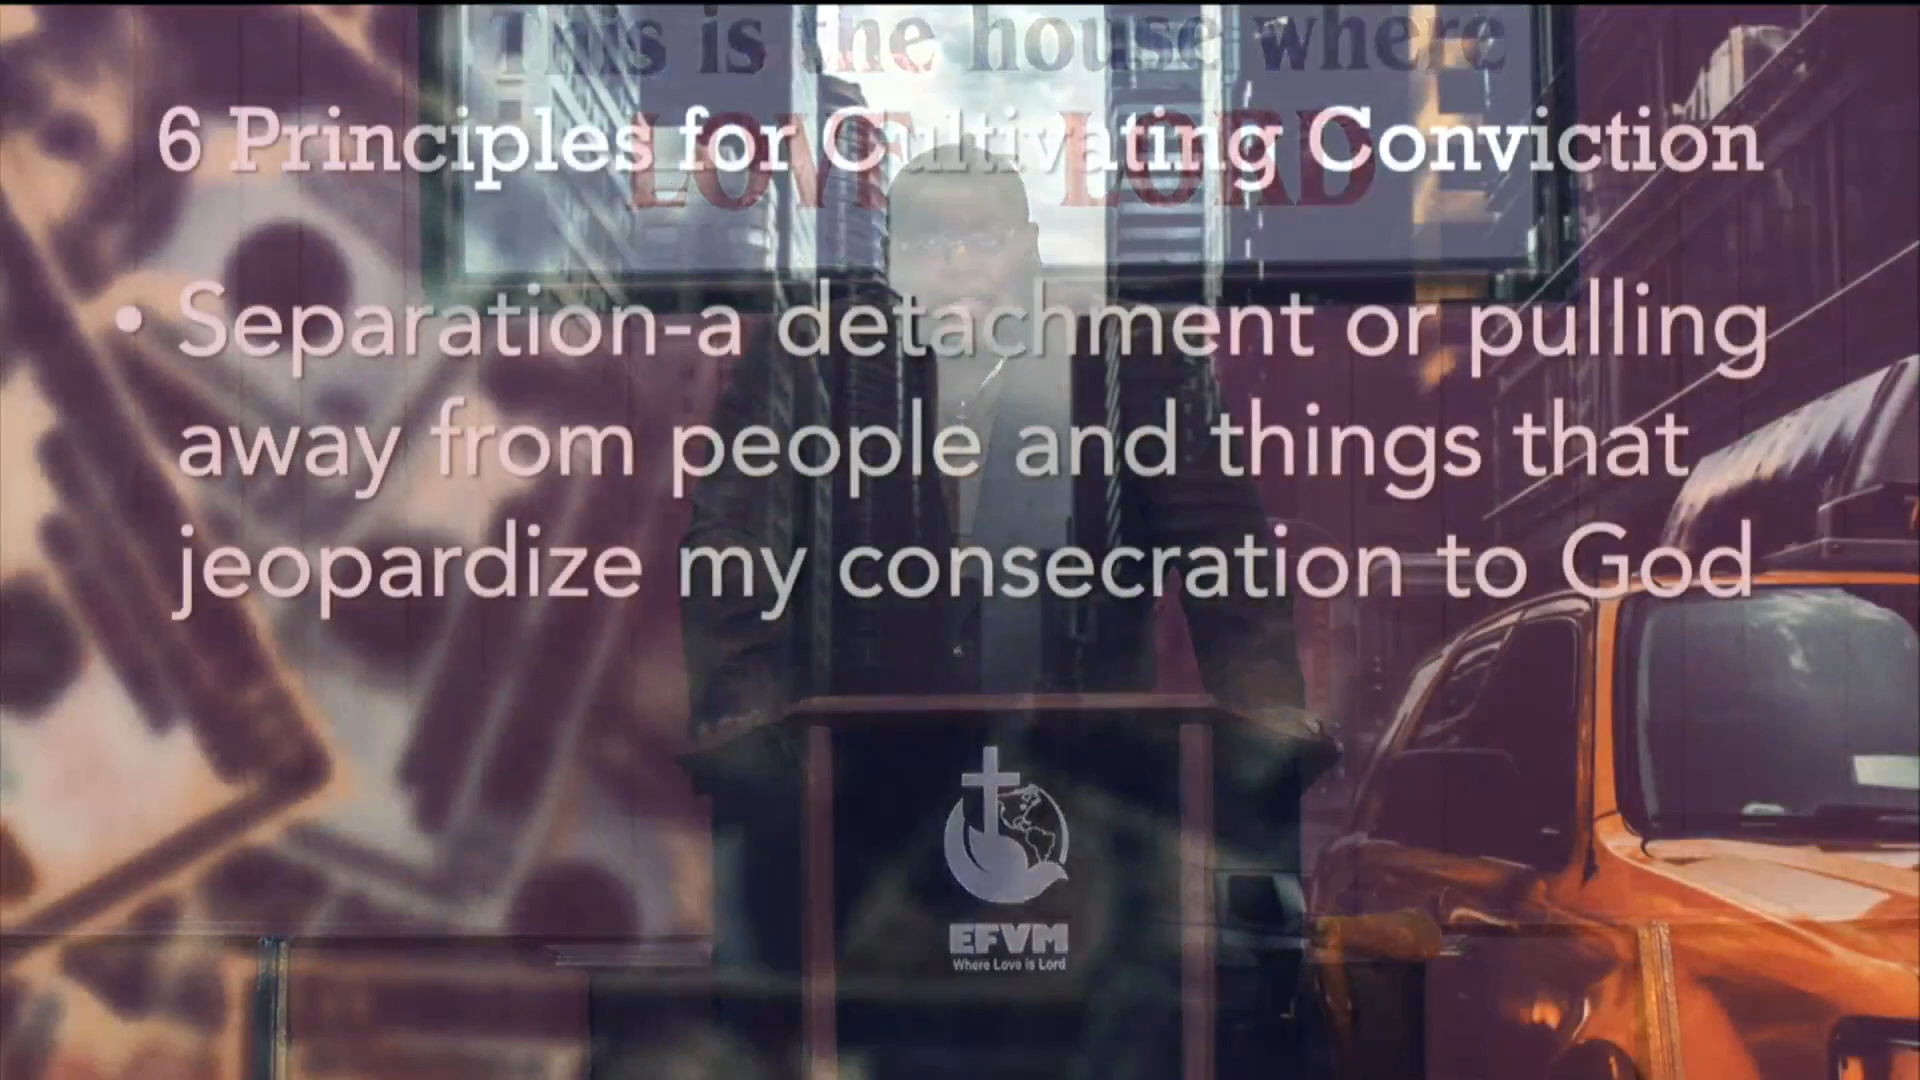 This is the house where
LOVE LORD
6 Principles for Cultivating Conviction
• Separation-a detachment or pulling
away from people and things that
jeopardize my consecration to God
EFVM
Where Love is Lord